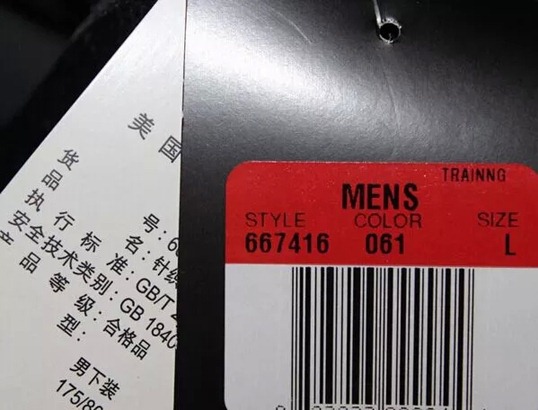 美国
货 号:6
品 名:针织
执行标准:GB/T
安全技术类别:GB 1840
产品等级:合格品
型:
男下装
175/8
TRAINNG
MENS
STYLE COLOR SIZE
667416 061 L